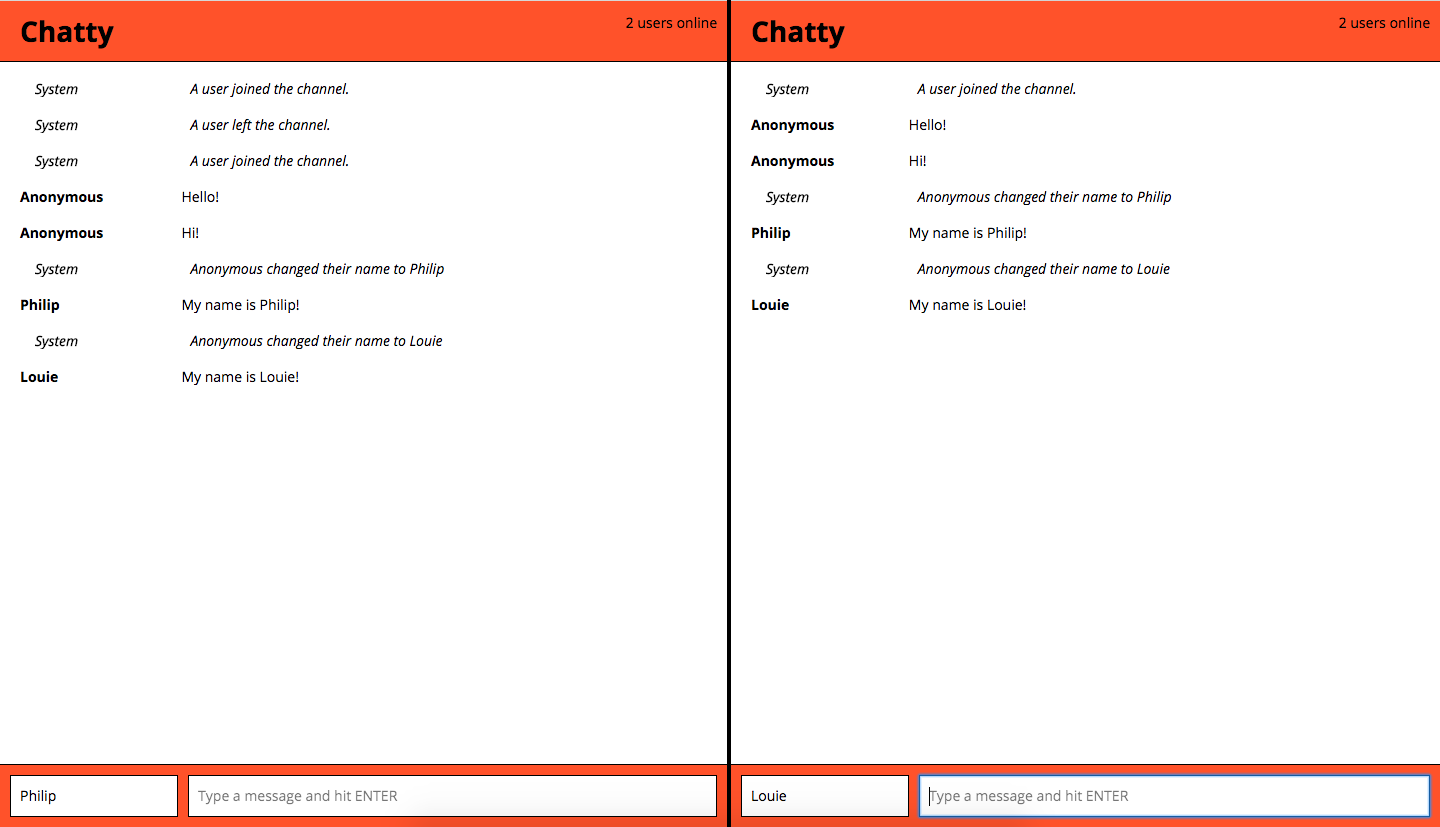 Chatty
2 users online
System A user joined the channel.
System A user left the channel.
System A user joined the channel.
Anonymous Hello!
Anonymous Hi!
System Anonymous changed their name to Philip
Philip My name is Philip!
System Anonymous changed their name to Louie
Louie My name is Louie!
Philip
Type a message and hit ENTER
Chatty
2 users online
System A user joined the channel.
Anonymous Hello!
Anonymous Hi!
System Anonymous changed their name to Philip
Philip My name is Philip!
System Anonymous changed their name to Louie
Louie My name is Louie!
Louie
Type a message and hit ENTER